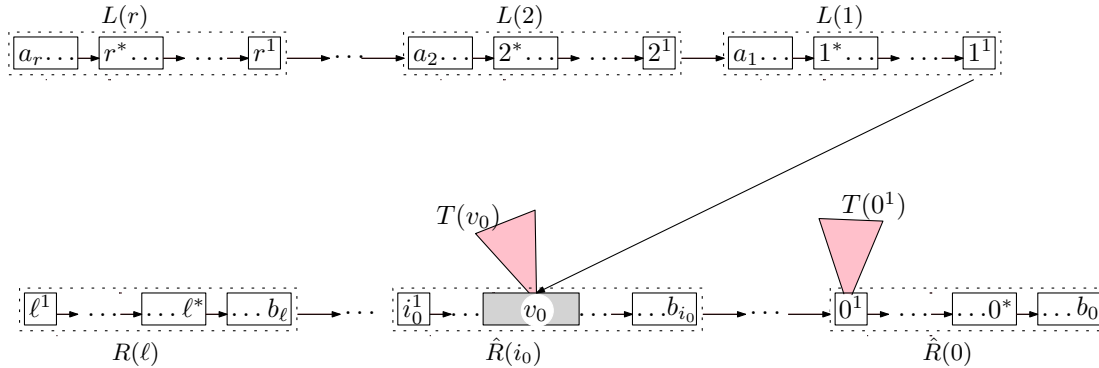 L(r) L(2) L(1)
a_r... r^* ... ... r^1 ... a_2... 2^* ... ... 2^1 a_1... 1^* ... ... 1^1
T(v_0) T(0^1)
ℓ^1 ... ...ℓ^* ...b_ℓ ... i_0^1 ... v_0 ... ...b_{i_0} ... 0^1 ... ...0^* ...b_0
R(ℓ) R̂(i_0) R̂(0)